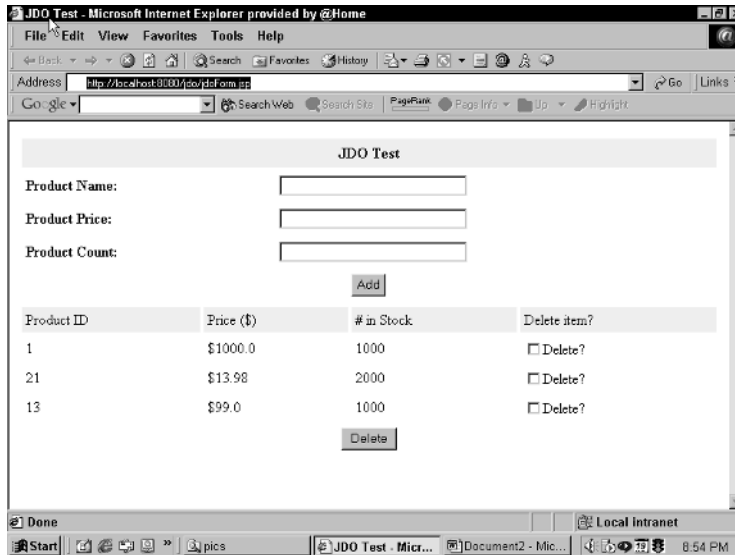 JDO Test - Microsoft Internet Explorer provided by @Home
File Edit View Favorites Tools Help
Back Search Favorites History
Address http://localhost:8080/jdo/jdoForm.jsp Go Links
Google Search Web Search Site PageRank Page Info Up Highlight
JDO Test
Product Name:
Product Price:
Product Count:
Add
Product ID Price ($) # in Stock Delete item?
1 $1000.0 1000 Delete?
21 $13.98 2000 Delete?
13 $99.0 1000 Delete?
Delete
Done Local intranet
Start » pics JDO Test - Micr... Document2 - Mic... 8:54 PM